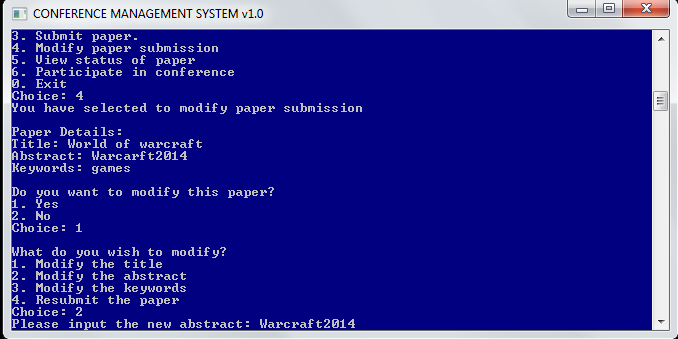 CONFERENCE MANAGEMENT SYSTEM v1.0
3. Submit paper.
4. Modify paper submission
5. View status of paper
6. Participate in conference
0. Exit
Choice: 4
You have selected to modify paper submission
Paper Details:
Title: World of warcraft
Abstract: Warcarft2014
Keywords: games
Do you want to modify this paper?
1. Yes
2. No
Choice: 1
What do you wish to modify?
1. Modify the title
2. Modify the abstract
3. Modify the keywords
4. Resubmit the paper
Choice: 2
Please input the new abstract: Warcraft2014